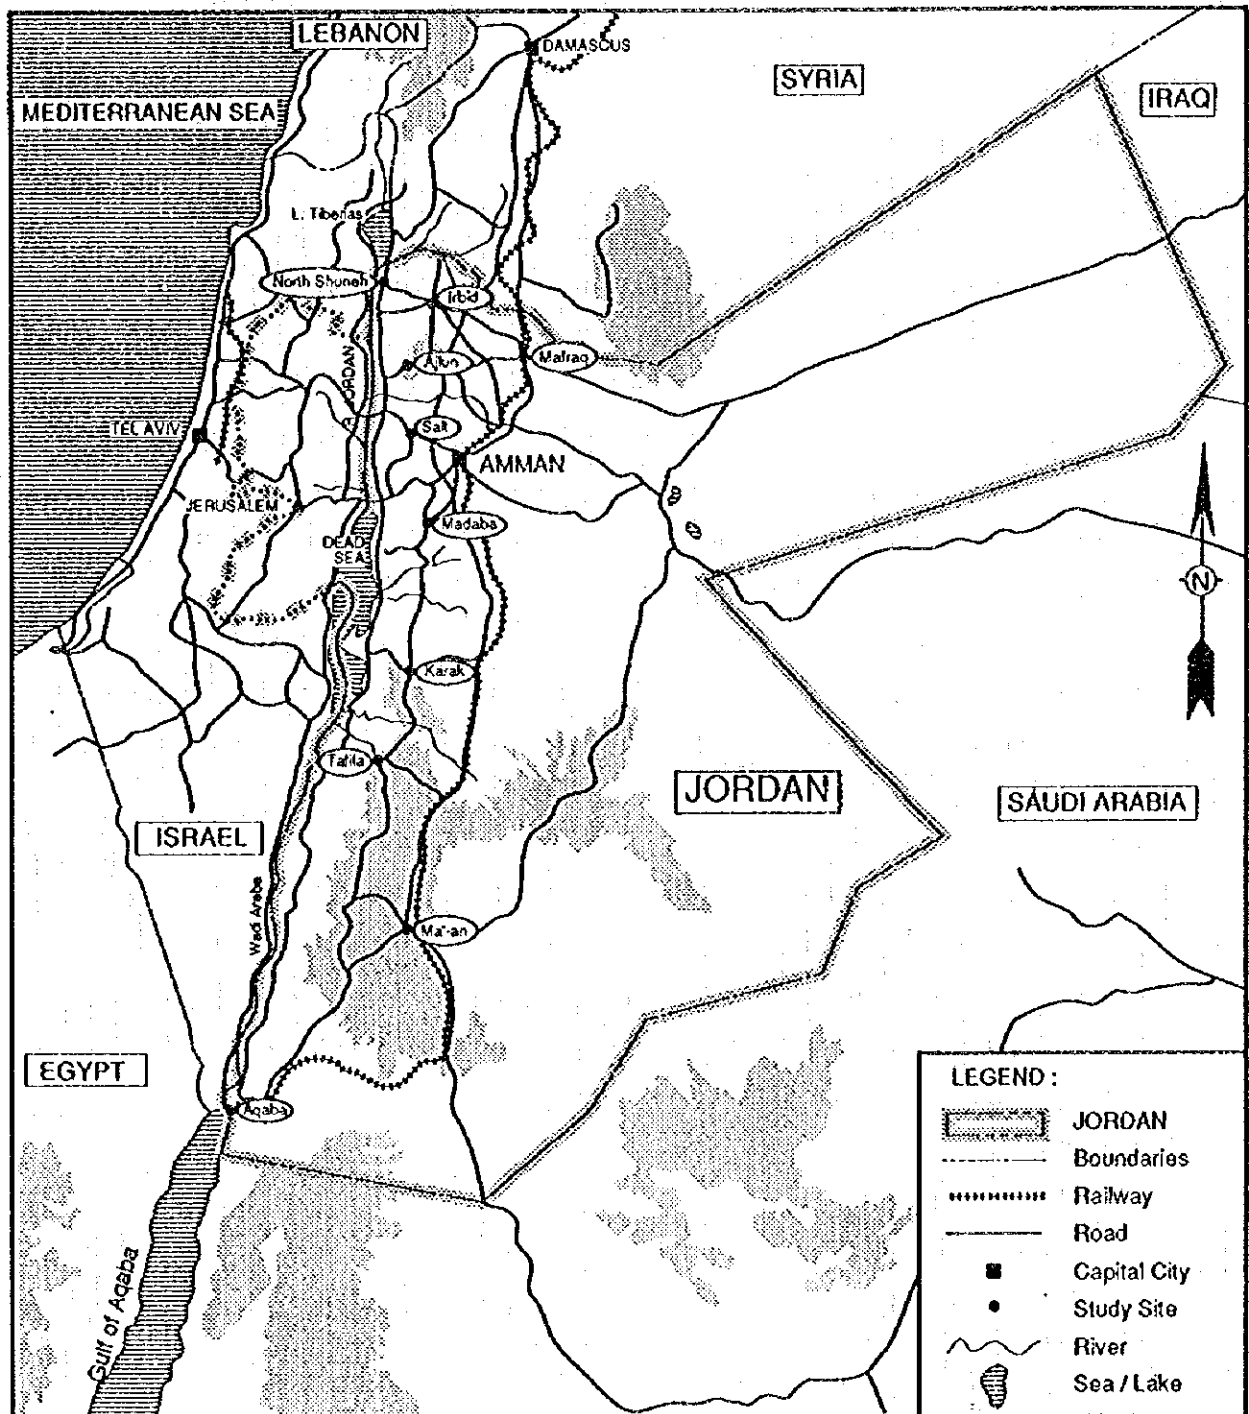 LEBANON
DAMASCUS
SYRIA
IRAQ
MEDITERRANEAN SEA
L. Tiberias
North Shuneh
Irbid
Mafraq
Ajlun
JORDAN
TEL AVIV
Salt
AMMAN
JERUSALEM
Madaba
DEAD
SEA
N
Karak
Tafila
JORDAN
SAUDI ARABIA
ISRAEL
Wadi Araba
Ma'an
EGYPT
Aqaba
Gulf of Aqaba
LEGEND :
JORDAN
Boundaries
Railway
Road
Capital City
Study Site
River
Sea / Lake